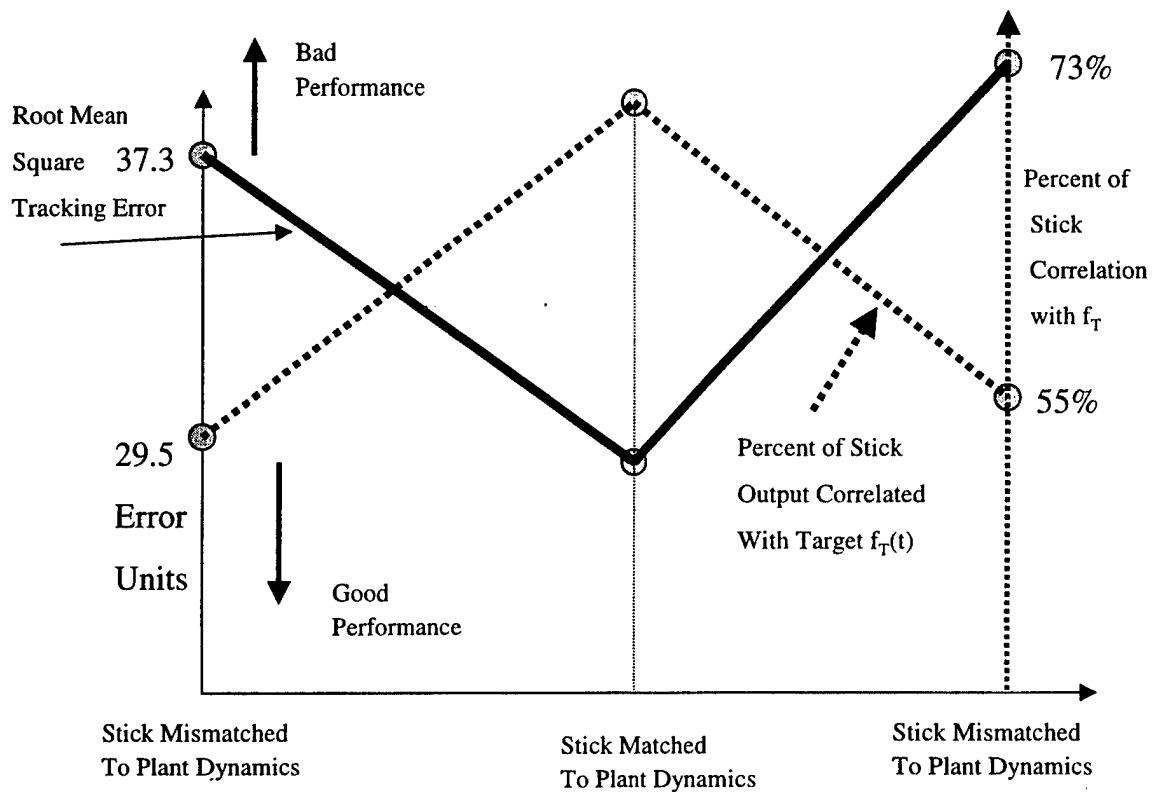 Bad
Performance
Root Mean
Square
Tracking Error
37.3
29.5
Error
Units
Good
Performance
73%
Percent of
Stick
Correlation
with f_T
55%
Percent of Stick
Output Correlated
With Target f_T(t)
Stick Mismatched
To Plant Dynamics
Stick Matched
To Plant Dynamics
Stick Mismatched
To Plant Dynamics